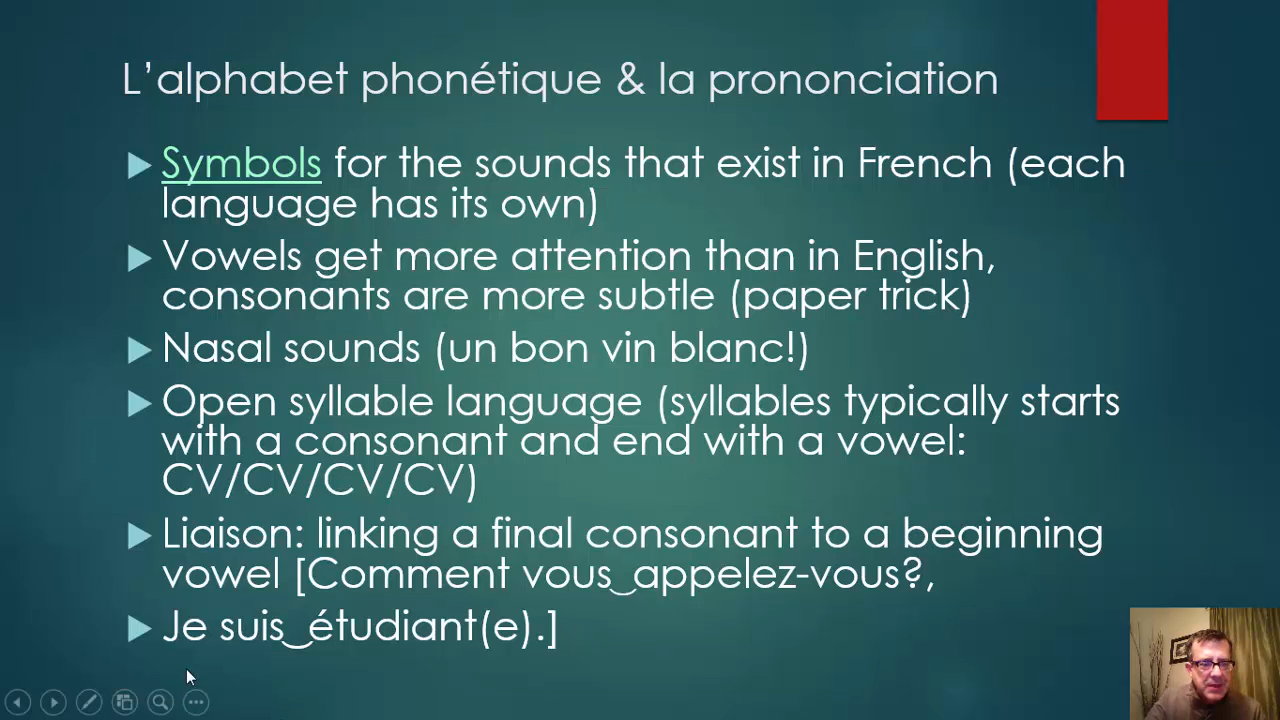 L’alphabet phonétique & la prononciation
Symbols for the sounds that exist in French (each
language has its own)
Vowels get more attention than in English,
consonants are more subtle (paper trick)
Nasal sounds (un bon vin blanc!)
Open syllable language (syllables typically starts
with a consonant and end with a vowel:
CV/CV/CV/CV)
Liaison: linking a final consonant to a beginning
vowel [Comment vous‿appelez-vous?,
Je suis‿étudiant(e).]